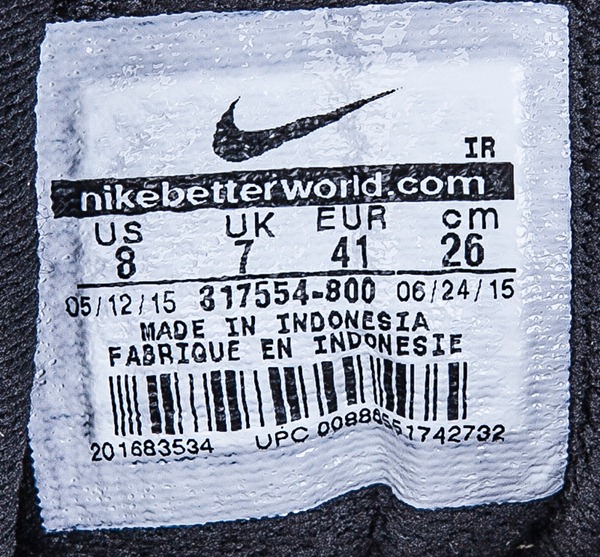 IR
nikebetterworld.com
US UK EUR cm
8 7 41 26
05/12/15 317554-800 06/24/15
MADE IN INDONESIA
FABRIQUE EN INDONESIE
201683534 UPC 00888551742732